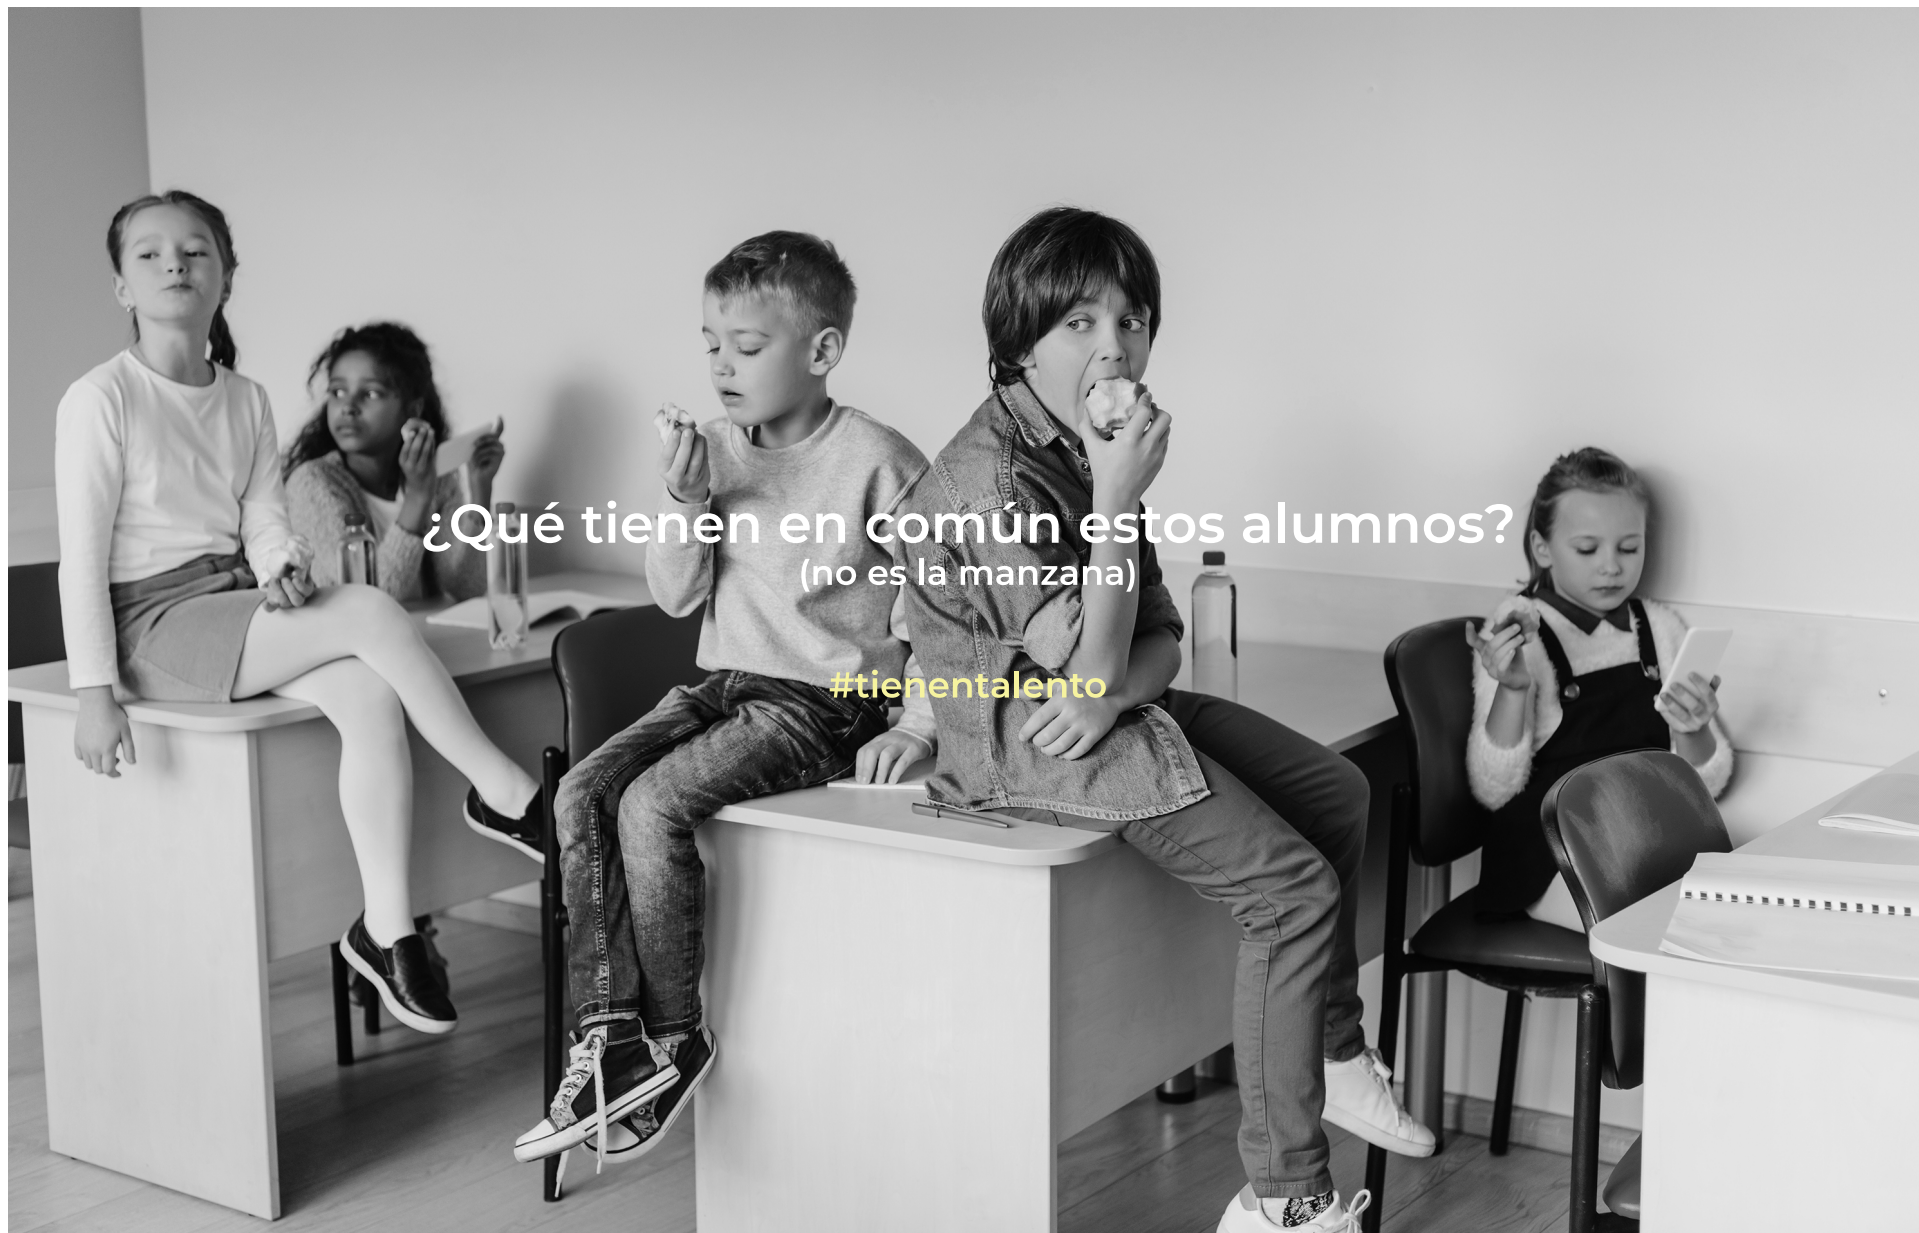 ¿Qué tienen en común estos alumnos?
(no es la manzana)
#tienentalento